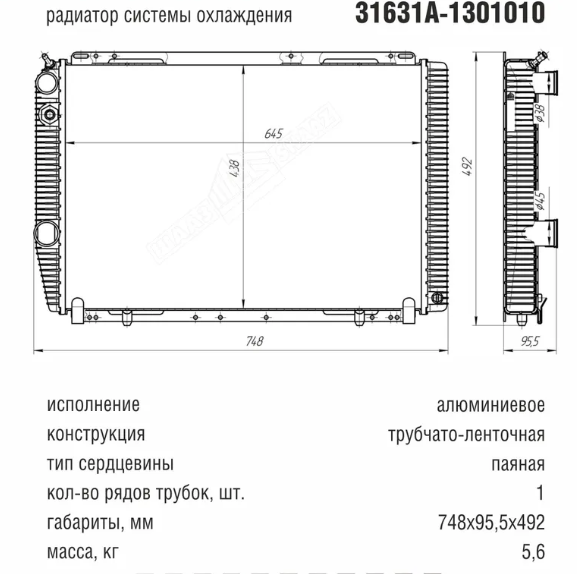 радиатор системы охлаждения 31631А-1301010
645
438
492
ø38
ø45
748
95,5
исполнение алюминиевое
конструкция трубчато-ленточная
тип сердцевины паяная
кол-во рядов трубок, шт. 1
габариты, мм 748х95,5х492
масса, кг 5,6